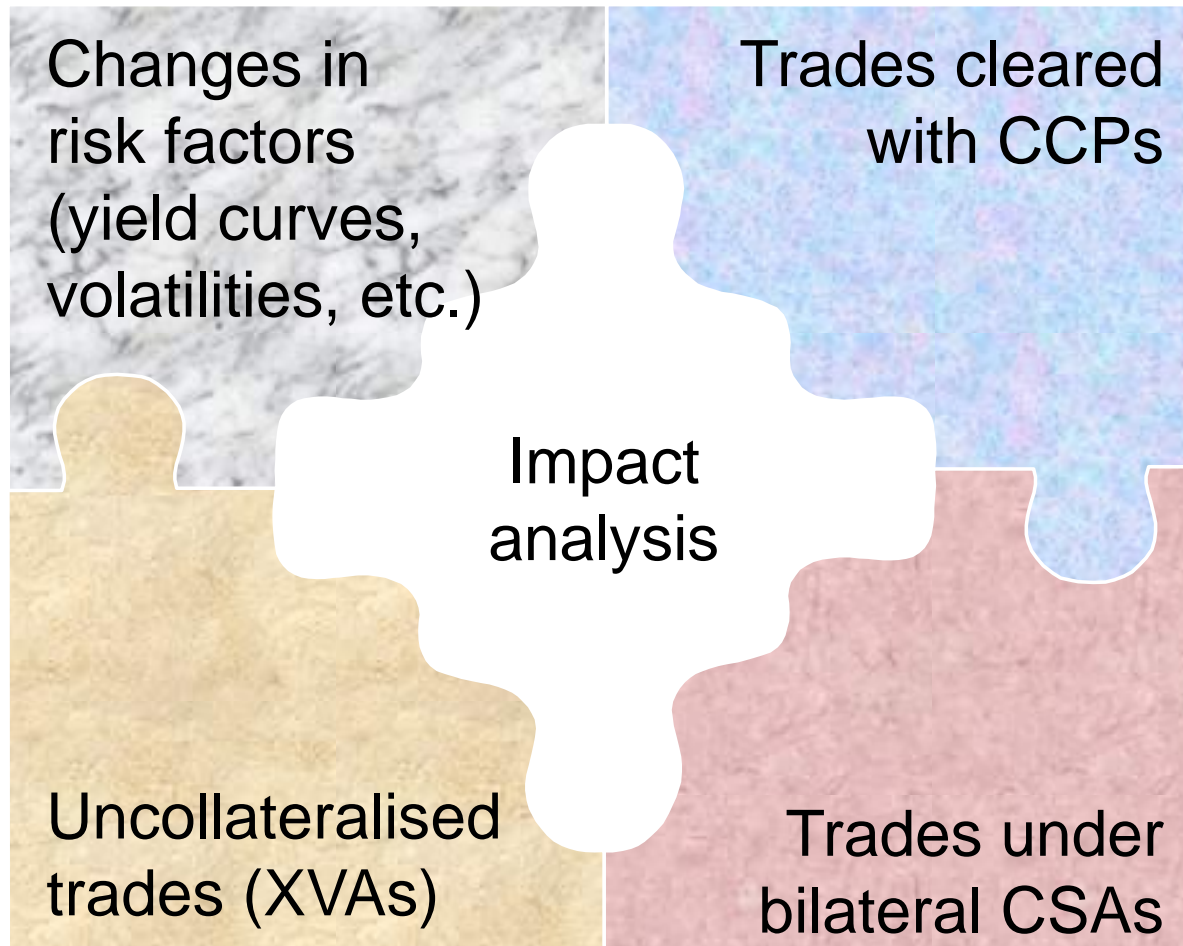 Changes in
risk factors
(yield curves,
volatilities, etc.)
Trades cleared
with CCPs
Impact
analysis
Uncollateralised
trades (XVAs)
Trades under
bilateral CSAs